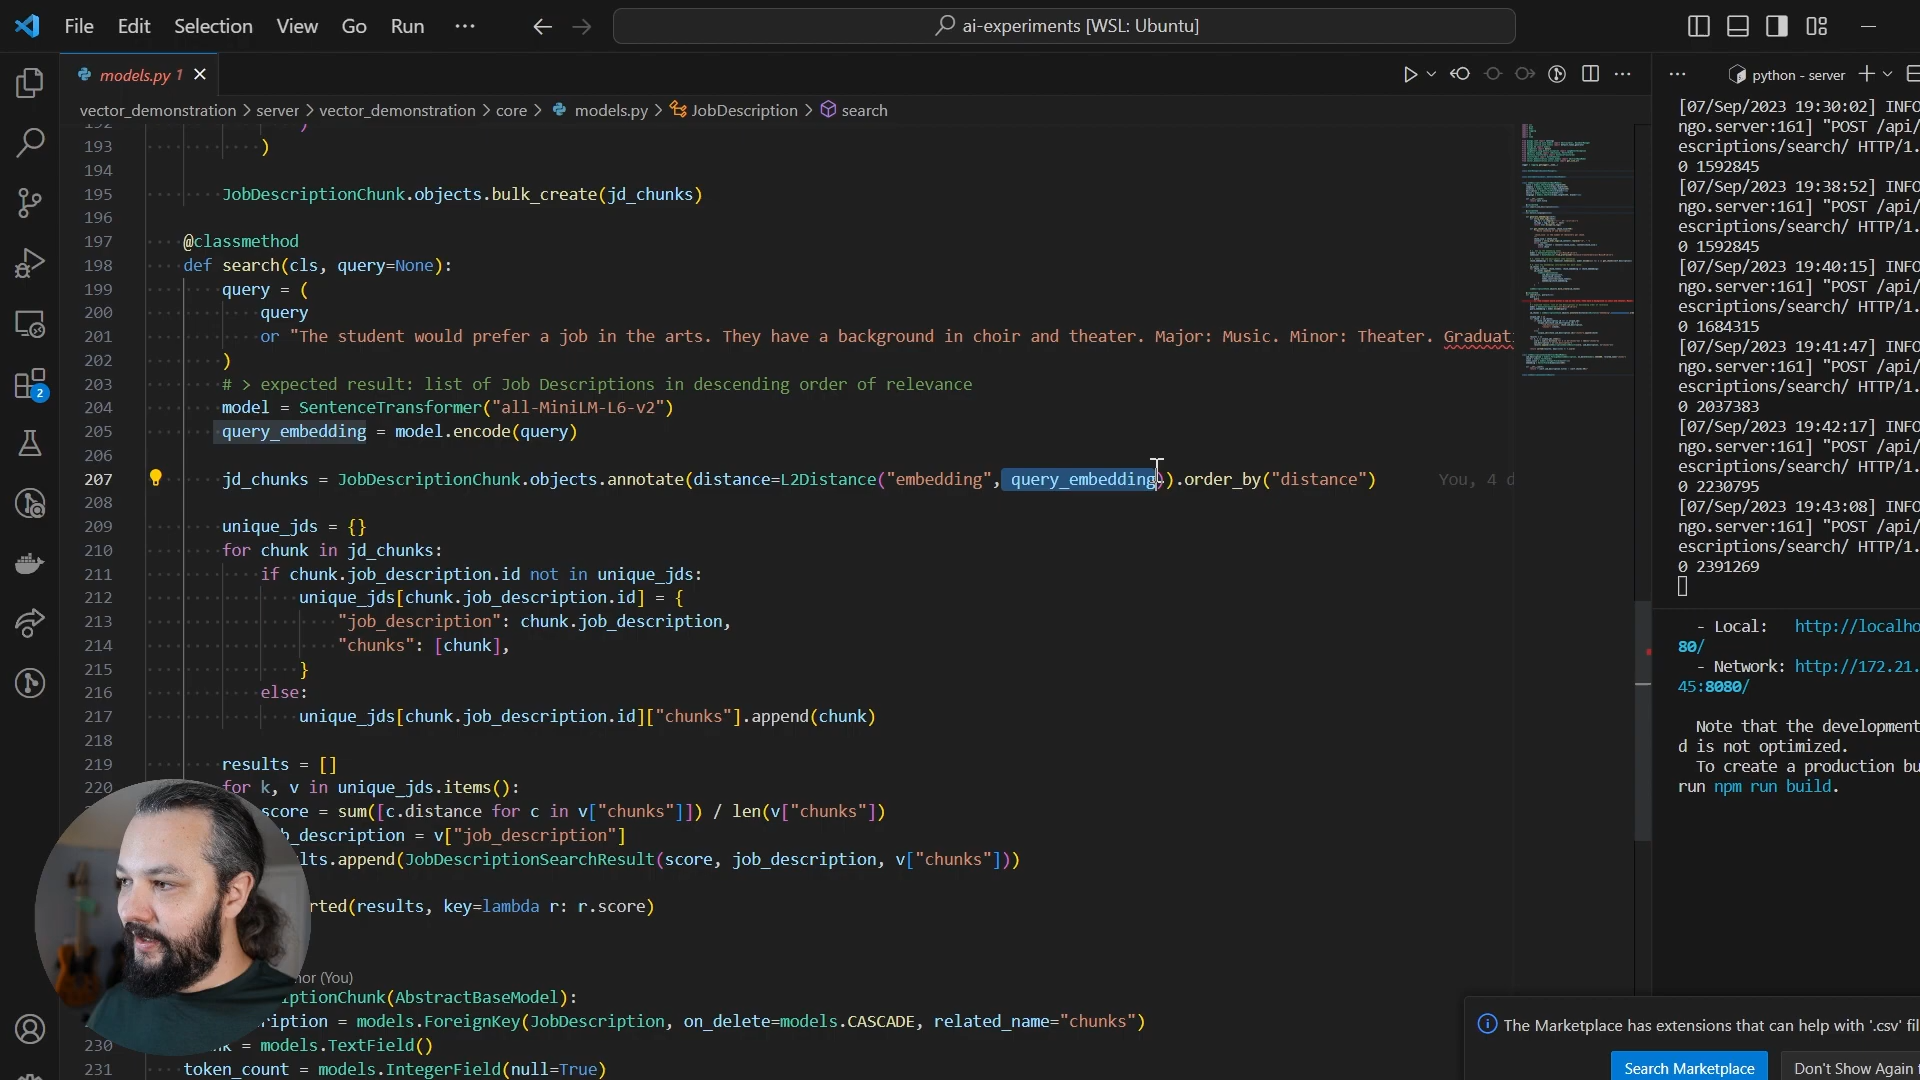 File Edit Selection View Go Run ···
ai-experiments [WSL: Ubuntu]
models.py 1
python - server
vector_demonstration > server > vector_demonstration > core > models.py > JobDescription > search
193 )
194
195 JobDescriptionChunk.objects.bulk_create(jd_chunks)
196
197 @classmethod
198 def search(cls, query=None):
199 query = (
200 query
201 or "The student would prefer a job in the arts. They have a background in choir and theater. Major: Music. Minor: Theater. Graduati
202 )
203 # > expected result: list of Job Descriptions in descending order of relevance
204 model = SentenceTransformer("all-MiniLM-L6-v2")
205 query_embedding = model.encode(query)
206
207 jd_chunks = JobDescriptionChunk.objects.annotate(distance=L2Distance("embedding", query_embedding)).order_by("distance") You, 4 d
208
209 unique_jds = {}
210 for chunk in jd_chunks:
211 if chunk.job_description.id not in unique_jds:
212 unique_jds[chunk.job_description.id] = {
213 "job_description": chunk.job_description,
214 "chunks": [chunk],
215 }
216 else:
217 unique_jds[chunk.job_description.id]["chunks"].append(chunk)
218
219 results = []
220 for k, v in unique_jds.items():
score = sum([c.distance for c in v["chunks"]]) / len(v["chunks"])
b_description = v["job_description"]
lts.append(JobDescriptionSearchResult(score, job_description, v["chunks"]))
rted(results, key=lambda r: r.score)
hor (You)
iptionChunk(AbstractBaseModel):
ription = models.ForeignKey(JobDescription, on_delete=models.CASCADE, related_name="chunks")
230 nk = models.TextField()
231 token_count = models.IntegerField(null=True)
[07/Sep/2023 19:30:02] INFO
ngo.server:161] "POST /api/
escriptions/search/ HTTP/1.
0 1592845
[07/Sep/2023 19:38:52] INFO
ngo.server:161] "POST /api/
escriptions/search/ HTTP/1.
0 1592845
[07/Sep/2023 19:40:15] INFO
ngo.server:161] "POST /api/
escriptions/search/ HTTP/1.
0 1684315
[07/Sep/2023 19:41:47] INFO
ngo.server:161] "POST /api/
escriptions/search/ HTTP/1.
0 2037383
[07/Sep/2023 19:42:17] INFO
ngo.server:161] "POST /api/
escriptions/search/ HTTP/1.
0 2230795
[07/Sep/2023 19:43:08] INFO
ngo.server:161] "POST /api/
escriptions/search/ HTTP/1.
0 2391269
- Local: http://localho
80/
- Network: http://172.21.
45:8080/
Note that the development
d is not optimized.
To create a production bu
run npm run build.
2
The Marketplace has extensions that can help with '.csv' fil
Search Marketplace Don't Show Again f